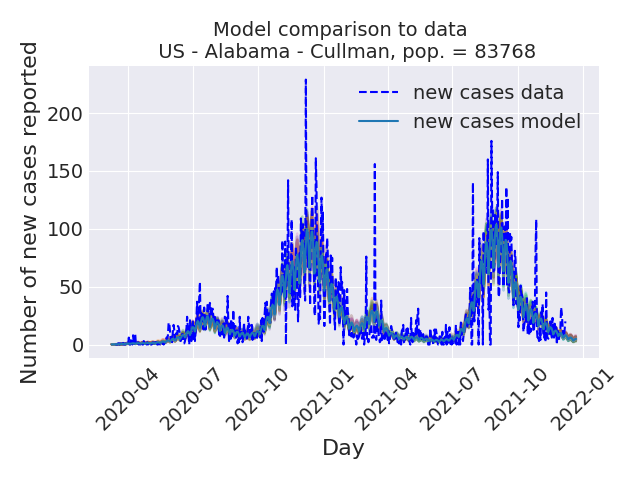 Model comparison to data
US - Alabama - Cullman, pop. = 83768
Number of new cases reported
200
150
100
50
0
new cases data
new cases model
2020-04
2020-07
2020-10
2021-01
2021-04
2021-07
2021-10
2022-01
Day